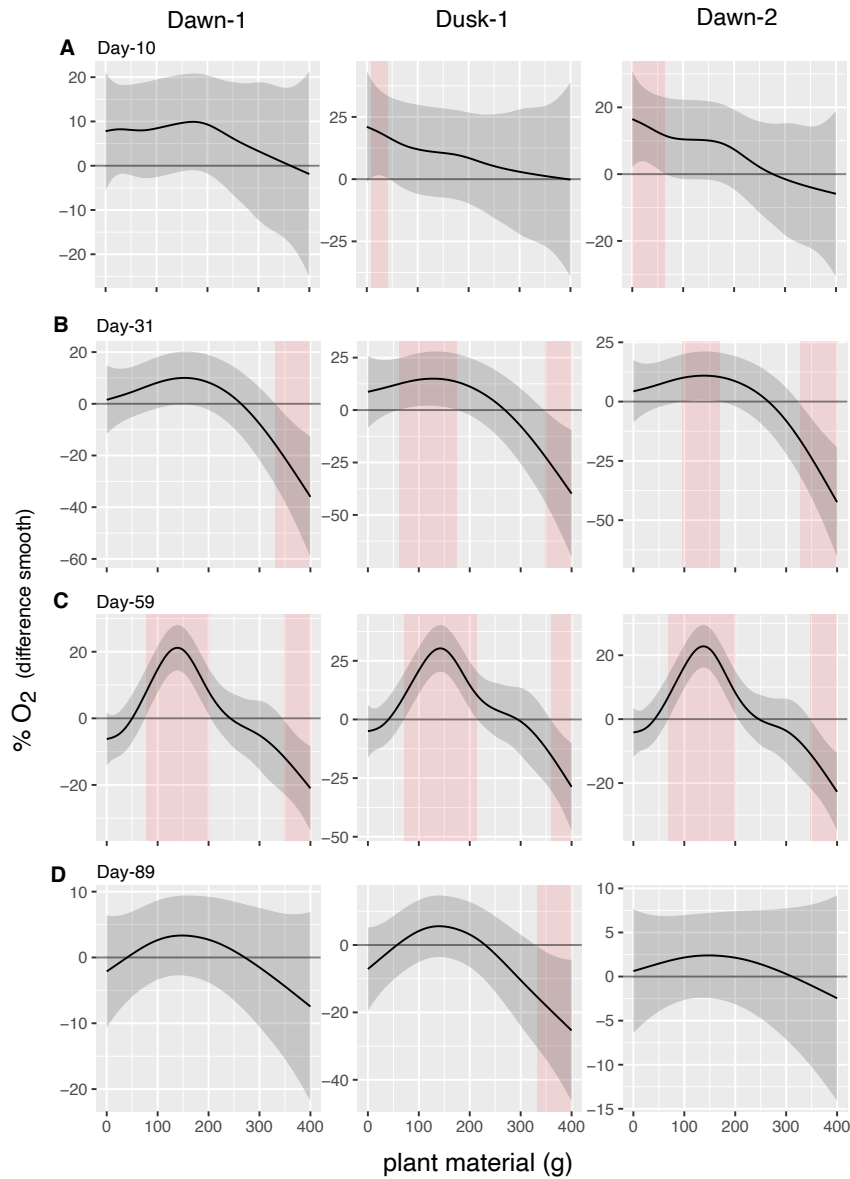 Dawn-1 Dusk-1 Dawn-2
A Day-10
20 10 0 −10 −20
25 0 −25
20 0 −20
B Day-31
20 0 −20 −40 −60
25 0 −25 −50
25 0 −25 −50
C Day-59
20 0 −20
25 0 −25 −50
20 0 −20
D Day-89
10 0 −10 −20
0 −20 −40
10 5 0 −5 −10 −15
0 100 200 300 400 0 100 200 300 400 0 100 200 300 400
% O2 (difference smooth)
plant material (g)